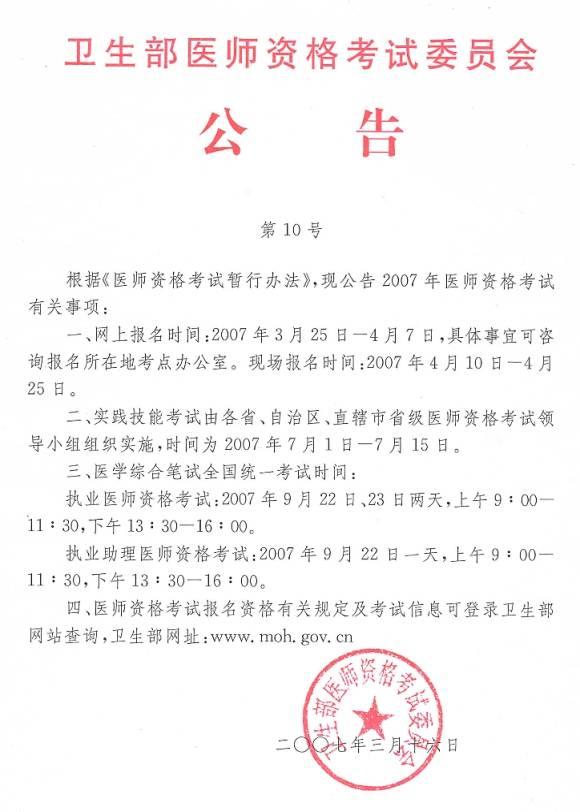 卫生部医师资格考试委员会
公 告
第 10 号
根据《医师资格考试暂行办法》,现公告 2007 年医师资格考试
有关事项:
一、网上报名时间:2007 年 3 月 25 日—4 月 7 日,具体事宜可咨
询报名所在地考点办公室。现场报名时间:2007 年 4 月 10 日—4 月
25 日。
二、实践技能考试由各省、自治区、直辖市省级医师资格考试领
导小组组织实施,时间为 2007 年 7 月 1 日—7 月 15 日。
三、医学综合笔试全国统一考试时间:
执业医师资格考试:2007 年 9 月 22 日、23 日两天,上午 9:00—
11:30,下午 13:30—16:00。
执业助理医师资格考试:2007 年 9 月 22 日一天,上午 9:00—
11:30,下午 13:30—16:00。
四、医师资格考试报名资格有关规定及考试信息可登录卫生部
网站查询,卫生部网址:www.moh.gov.cn
卫生部医师资格考试委员会
二〇〇七年三月十六日